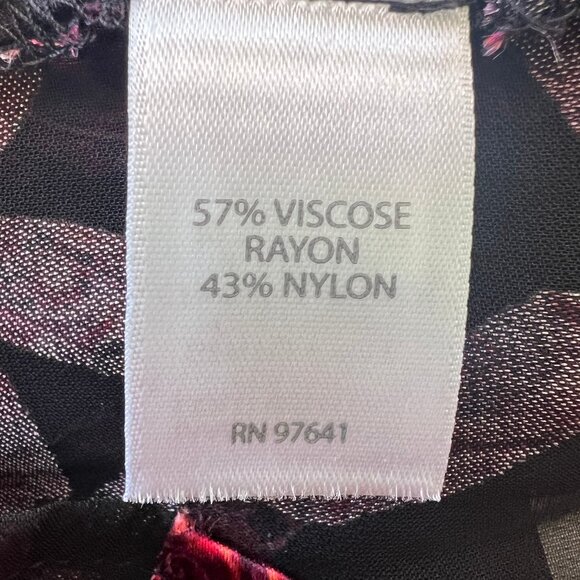 57% VISCOSE
RAYON
43% NYLON
RN 97641